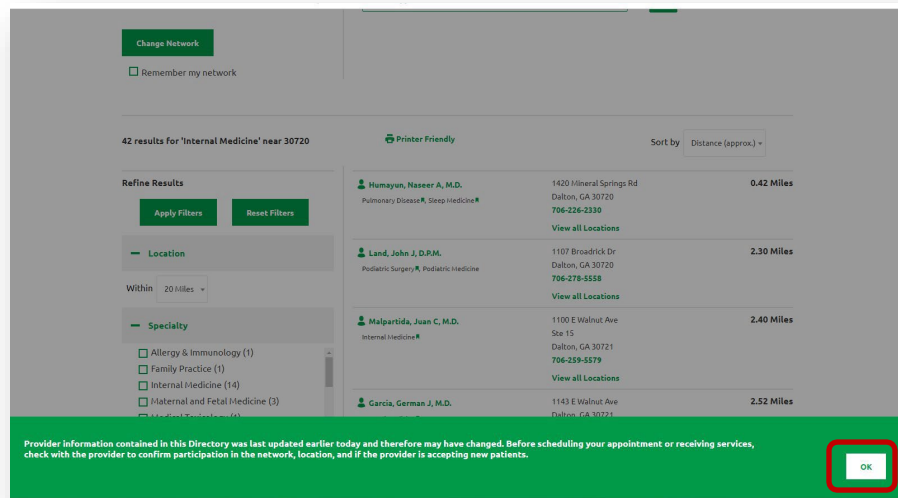 Change Network
Remember my network
42 results for 'Internal Medicine' near 30720
Printer Friendly
Sort by
Distance (approx.)
Refine Results
Apply Filters
Reset Filters
Location
Within
20 Miles
Specialty
Allergy & Immunology (1)
Family Practice (1)
Internal Medicine (14)
Maternal and Fetal Medicine (3)
Medical Toxicology (1)
Humayun, Naseer A, M.D.
Pulmonary Disease, Sleep Medicine
1420 Mineral Springs Rd
Dalton, GA 30720
706-226-2330
View all Locations
0.42 Miles
Land, John J, D.P.M.
Podiatric Surgery, Podiatric Medicine
1107 Broadrick Dr
Dalton, GA 30720
706-278-5558
View all Locations
2.30 Miles
Malpartida, Juan C, M.D.
Internal Medicine
1100 E Walnut Ave
Ste 15
Dalton, GA 30721
706-259-5579
View all Locations
2.40 Miles
Garcia, German J, M.D.
1143 E Walnut Ave
Dalton, GA 30721
2.52 Miles
Provider information contained in this Directory was last updated earlier today and therefore may have changed. Before scheduling your appointment or receiving services,
check with the provider to confirm participation in the network, location, and if the provider is accepting new patients.
OK